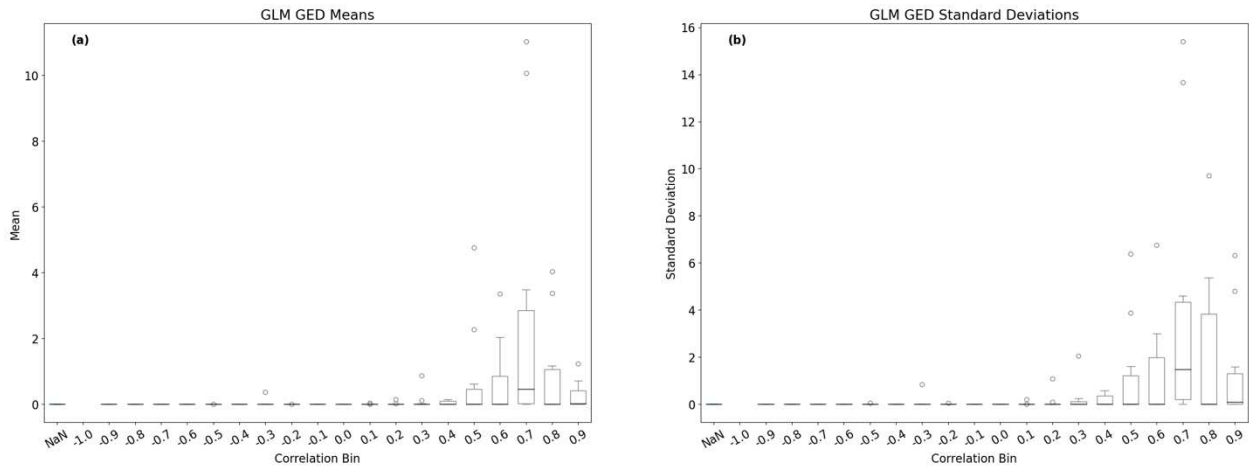 GLM GED Means
(a)
10
8
6
4
2
0
Mean
NaN -1.0 -0.9 -0.8 -0.7 -0.6 -0.5 -0.4 -0.3 -0.2 -0.1 0.0 0.1 0.2 0.3 0.4 0.5 0.6 0.7 0.8 0.9
Correlation Bin
GLM GED Standard Deviations
(b)
16
14
12
10
8
6
4
2
0
Standard Deviation
NaN -1.0 -0.9 -0.8 -0.7 -0.6 -0.5 -0.4 -0.3 -0.2 -0.1 0.0 0.1 0.2 0.3 0.4 0.5 0.6 0.7 0.8 0.9
Correlation Bin